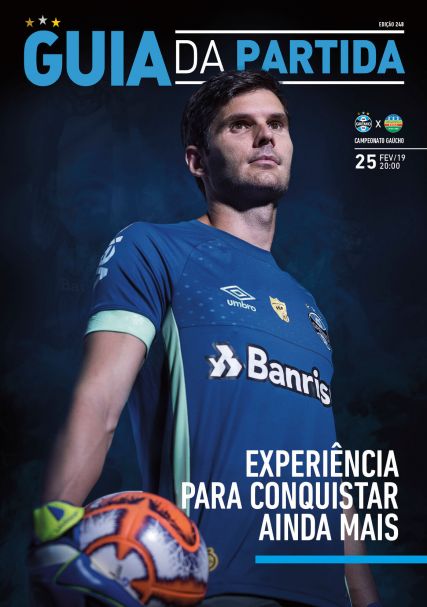 EDIÇÃO 248
GUIA DA PARTIDA
GRÊMIO X
CAMPEONATO GAÚCHO
25 FEV/19
20:00
umbro
Banris
EXPERIÊNCIA
PARA CONQUISTAR
AINDA MAIS